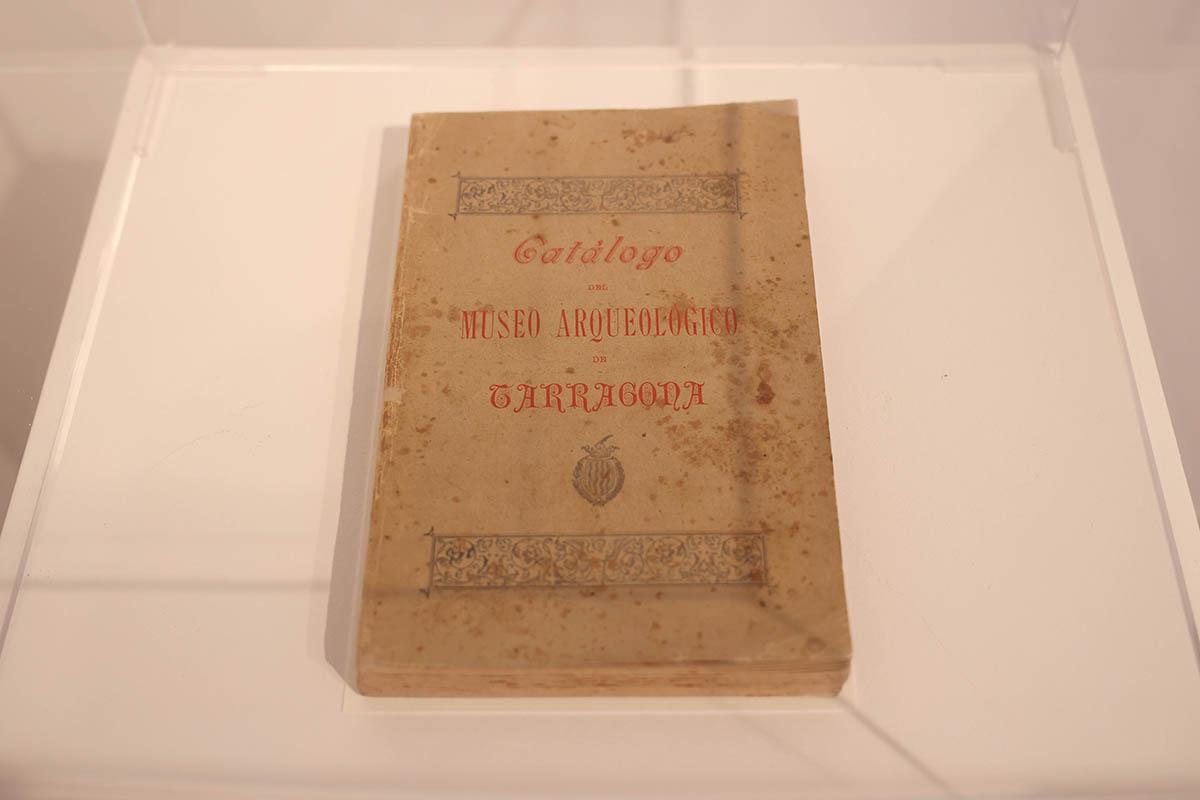 Catálogo
DEL
MUSEO ARQUEOLÓGICO
DE
TARRAGONA